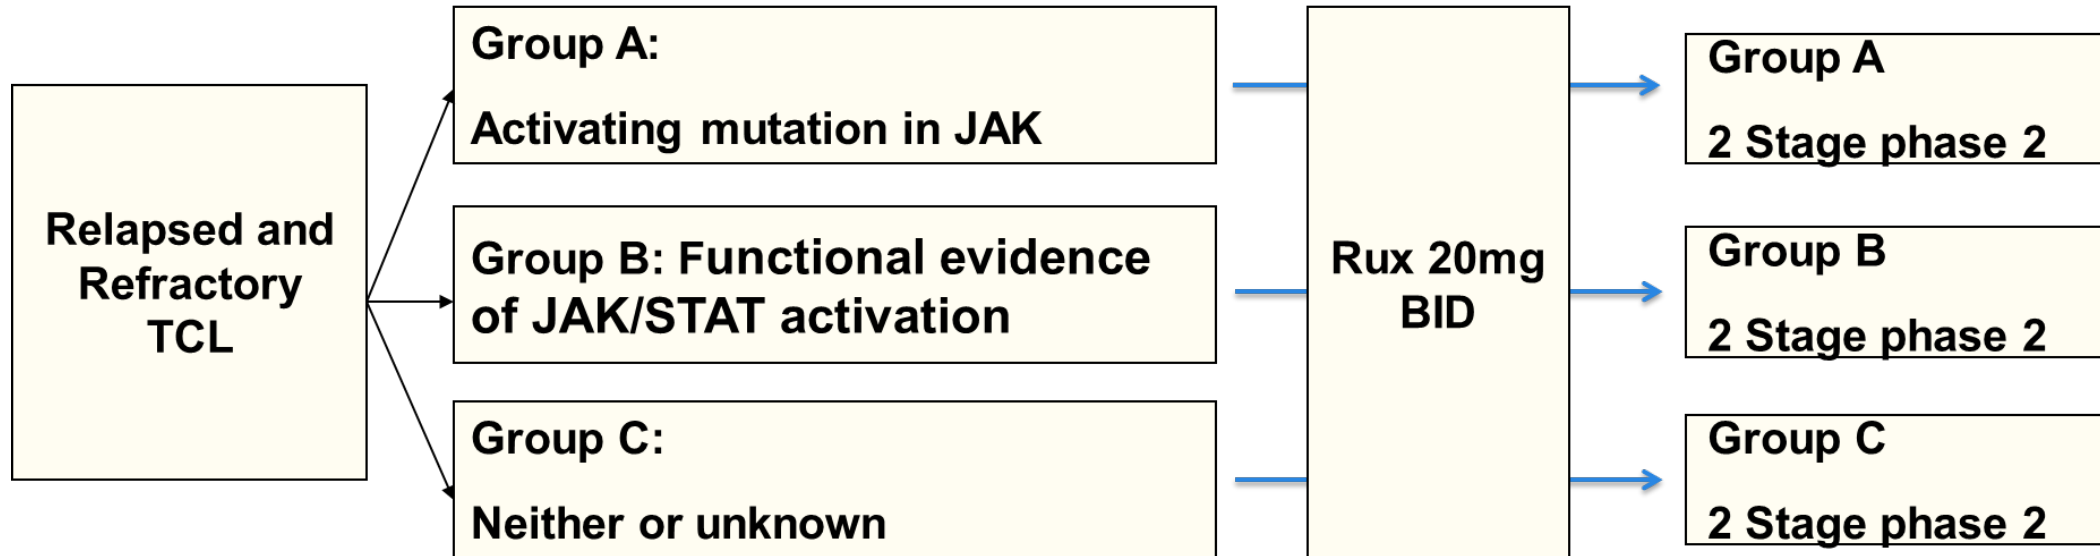 Relapsed and
Refractory
TCL
Group A:
Activating mutation in JAK
Group B: Functional evidence
of JAK/STAT activation
Group C:
Neither or unknown
Rux 20mg
BID
Group A
2 Stage phase 2
Group B
2 Stage phase 2
Group C
2 Stage phase 2